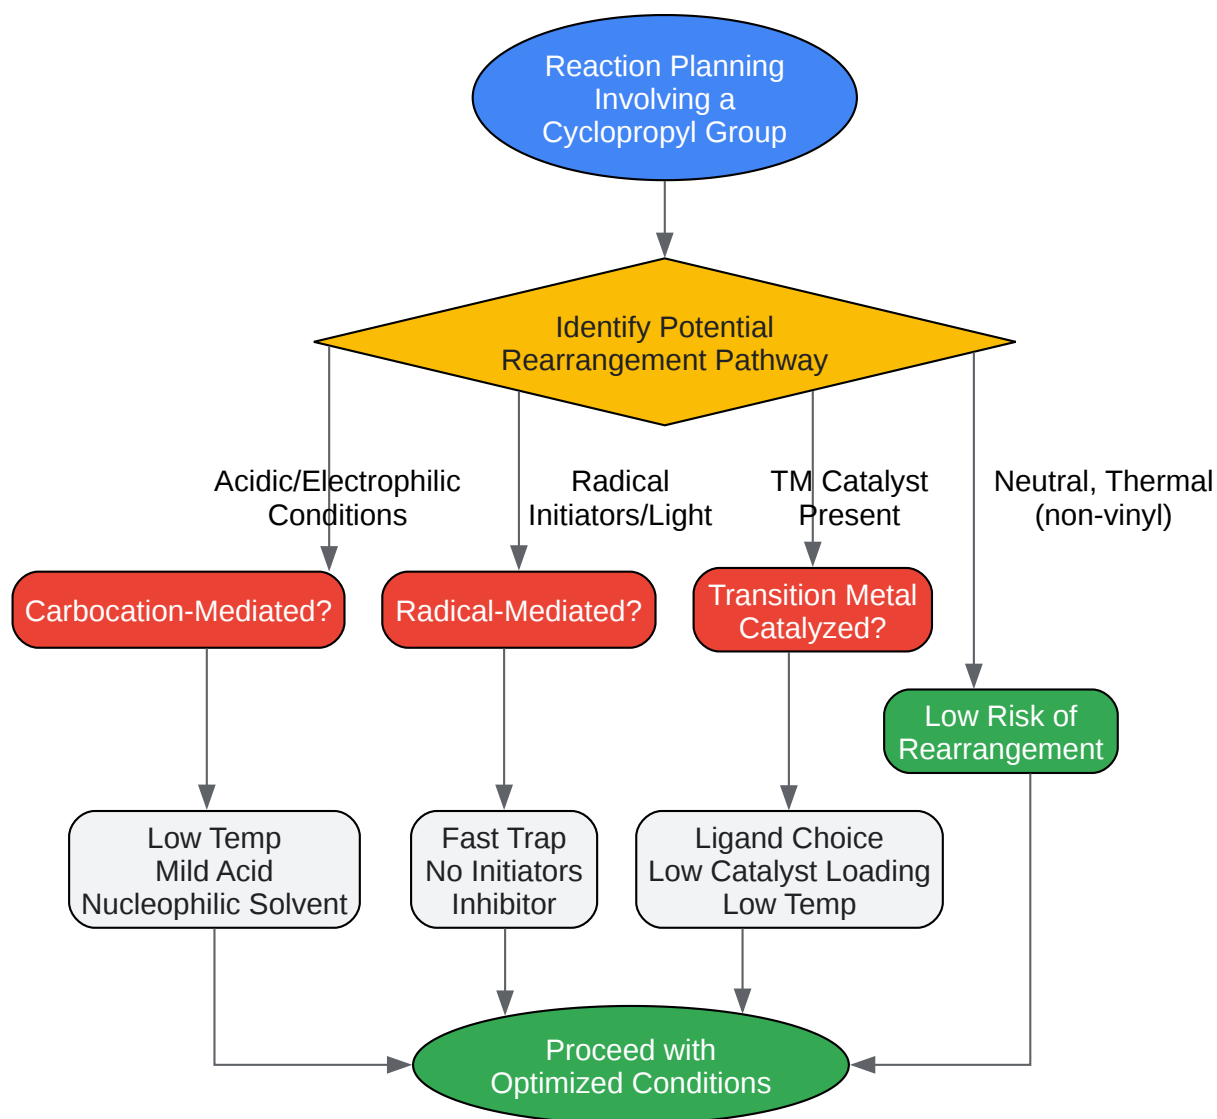 Reaction Planning
Involving a
Cyclopropyl Group
Identify Potential
Rearrangement Pathway
Acidic/Electrophilic
Conditions
Radical
Initiators/Light
TM Catalyst
Present
Neutral, Thermal
(non-vinyl)
Carbocation-Mediated?
Radical-Mediated?
Transition Metal
Catalyzed?
Low Risk of
Rearrangement
Low Temp
Mild Acid
Nucleophilic Solvent
Fast Trap
No Initiators
Inhibitor
Ligand Choice
Low Catalyst Loading
Low Temp
Proceed with
Optimized Conditions